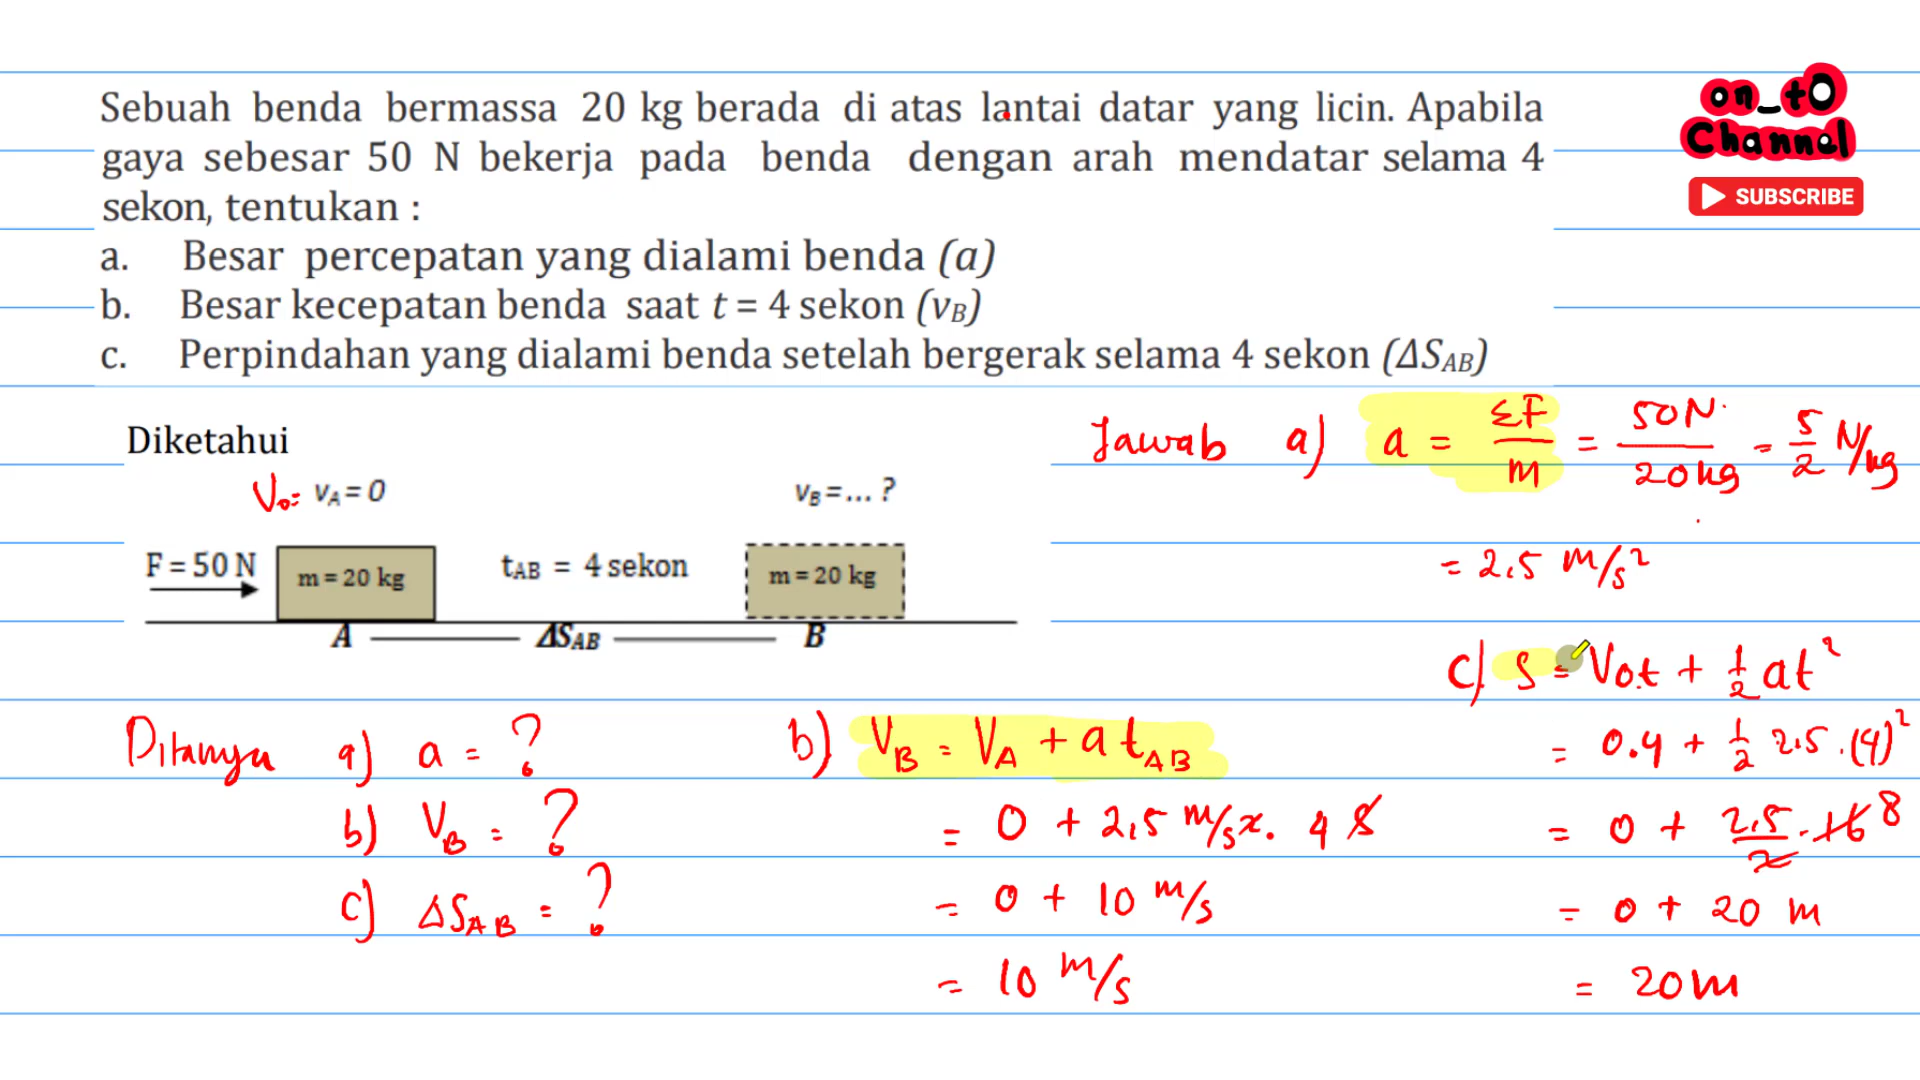 Sebuah benda bermassa 20 kg berada di atas lantai datar yang licin. Apabila
gaya sebesar 50 N bekerja pada benda dengan arah mendatar selama 4
sekon, tentukan :
a. Besar percepatan yang dialami benda (a)
b. Besar kecepatan benda saat t = 4 sekon (vB)
c. Perpindahan yang dialami benda setelah bergerak selama 4 sekon (ΔSAB)
on_to
Channel
SUBSCRIBE
Diketahui
V₀= vA = 0
vB = ... ?
F = 50 N
m = 20 kg
tAB = 4 sekon
m = 20 kg
A
ΔSAB
B
Ditanya a) a = ?
b) VB = ?
c) ΔSAB = ?
Jawab a) a = ΣF/m = 50 N/20 kg = 5/2 N/kg
= 2,5 m/s²
b) VB = VA + a tAB
= 0 + 2,5 m/s². 4 s
= 0 + 10 m/s
= 10 m/s
c) S = V₀.t + 1/2 at²
= 0.4 + 1/2 2,5 .(4)²
= 0 + 2,5/2 . 16 8
= 0 + 20 m
= 20 m